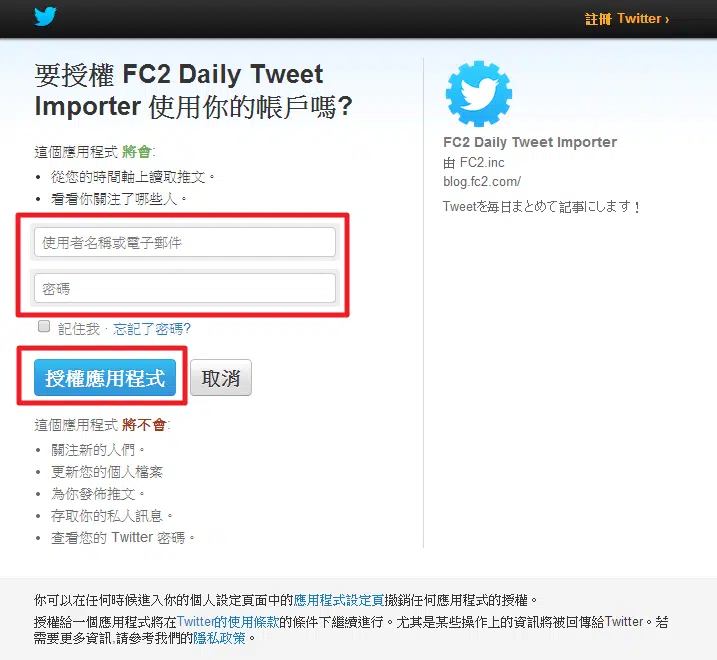 註冊 Twitter ›
要授權 FC2 Daily Tweet
Importer 使用你的帳戶嗎?
這個應用程式 將會:
• 從您的時間軸上讀取推文。
• 看看你關注了哪些人。
使用者名稱或電子郵件
密碼
記住我 · 忘記了密碼?
授權應用程式
取消
這個應用程式 將不會:
• 關注新的人們。
• 更新您的個人檔案
• 為你發佈推文。
• 存取你的私人訊息。
• 查看您的 Twitter 密碼。
FC2 Daily Tweet Importer
由 FC2.inc
blog.fc2.com/
Tweetを毎日まとめて記事にします！
你可以在任何時候進入你的個人設定頁面中的應用程式設定頁撤銷任何應用程式的授權。
授權給一個應用程式將在Twitter的使用條款的條件下繼續進行。尤其是某些操作上的資訊將被回傳給Twitter。若
需要更多資訊,請參考我們的隱私政策。